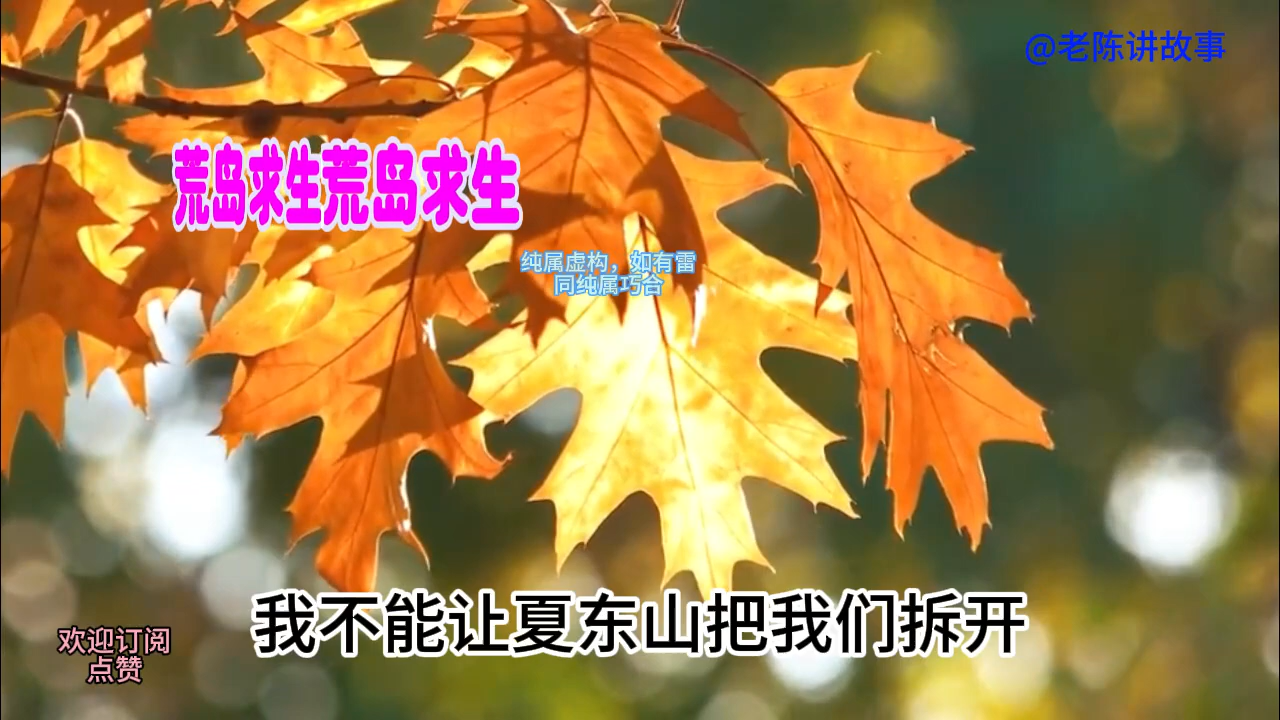 @老陈讲故事
荒岛求生荒岛求生
纯属虚构，如有雷
同纯属巧合
我不能让夏东山把我们拆开
欢迎订阅
点赞